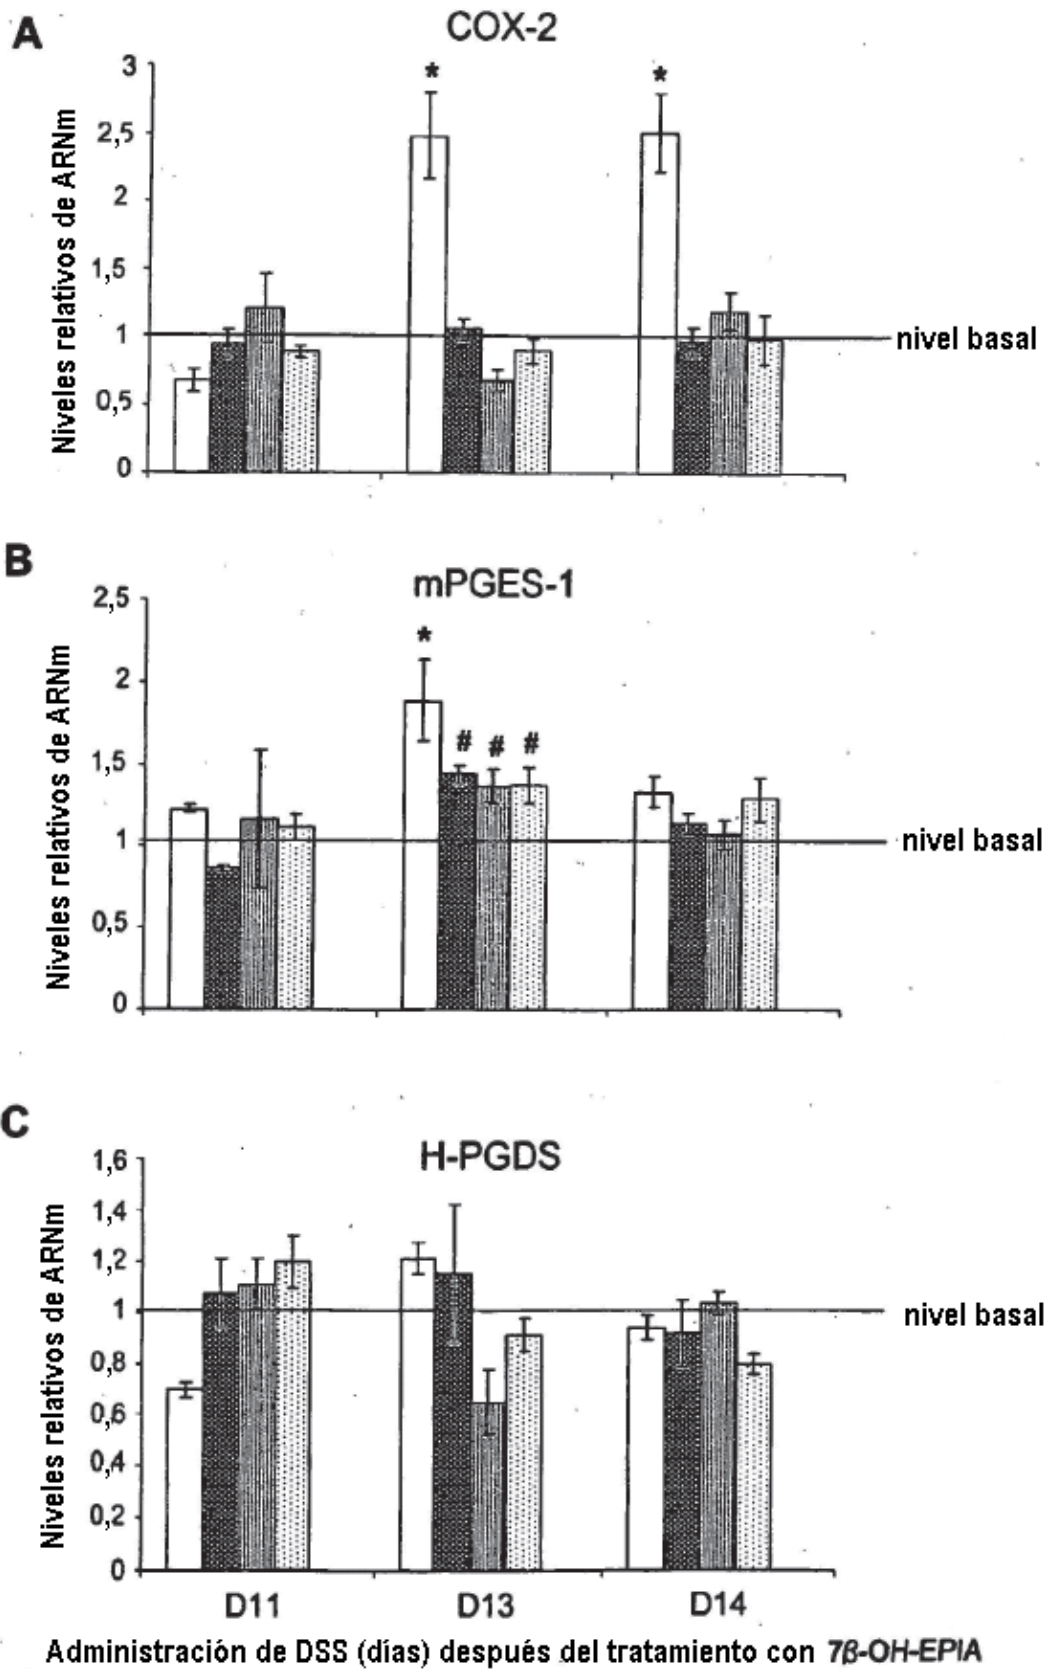 A
COX-2
Niveles relativos de ARNm
3
2,5
2
1,5
1
0,5
0
*
*
nivel basal
B
mPGES-1
Niveles relativos de ARNm
2,5
2
1,5
1
0,5
0
*
# # #
nivel basal
C
H-PGDS
Niveles relativos de ARNm
1,6
1,4
1,2
1
0,8
0,6
0,4
0,2
0
nivel basal
D11 D13 D14
Administración de DSS (días) después del tratamiento con 7ß-OH-EPIA